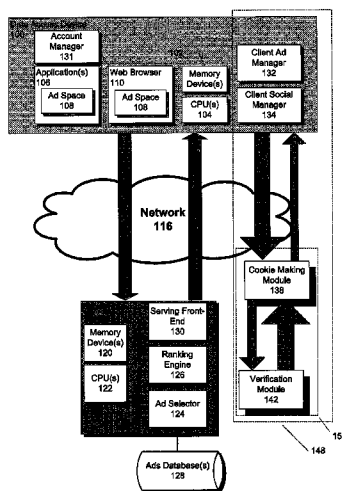 Account
Manager
131
Application(s)
106
Ad Space
108
Web Browser
110
Ad Space
108
102
Memory
Device(s)
CPU(s)
104
Client Ad
Manager
132
Client Social
Manager
134
Network
116
Cookie Making
Module
138
Verification
Module
142
15
148
Serving Front-
End
130
Memory
Device(s)
120
CPU(s)
122
Ranking
Engine
126
Ad Selector
124
Ads Database(s)
128